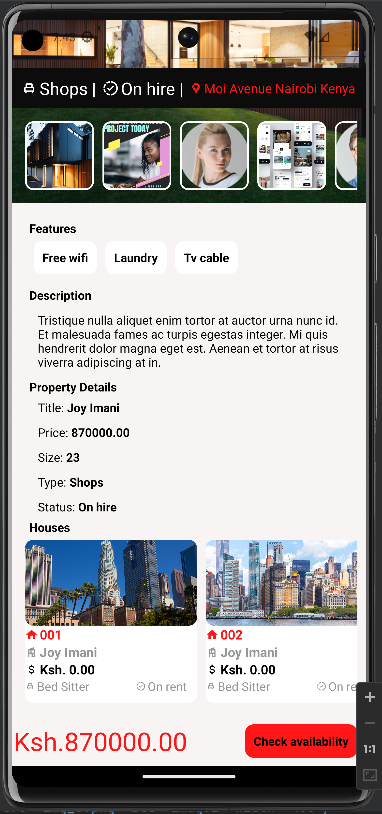 Shops | On hire | Moi Avenue Nairobi Kenya
PROJECT TODAY
Features
Free wifi Laundry Tv cable
Description
Tristique nulla aliquet enim tortor at auctor urna nunc id.
Et malesuada fames ac turpis egestas integer. Mi quis
hendrerit dolor magna eget est. Aenean et tortor at risus
viverra adipiscing at in.
Property Details
Title: Joy Imani
Price: 870000.00
Size: 23
Type: Shops
Status: On hire
Houses
001 002
Joy Imani Joy Imani
$ Ksh. 0.00 $ Ksh. 0.00
Bed Sitter On rent Bed Sitter On re
Ksh.870000.00 Check availability
1:1